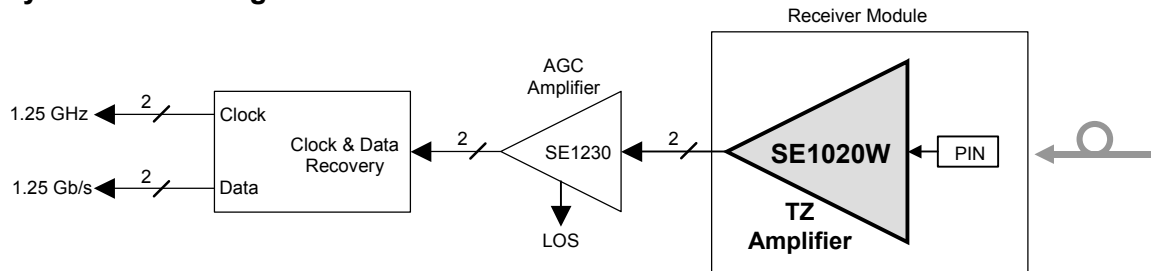 Receiver Module
AGC
Amplifier
1.25 GHz
2
Clock
Clock & Data
Recovery
2
SE1230
2
SE1020W
PIN
1.25 Gb/s
2
Data
LOS
TZ
Amplifier